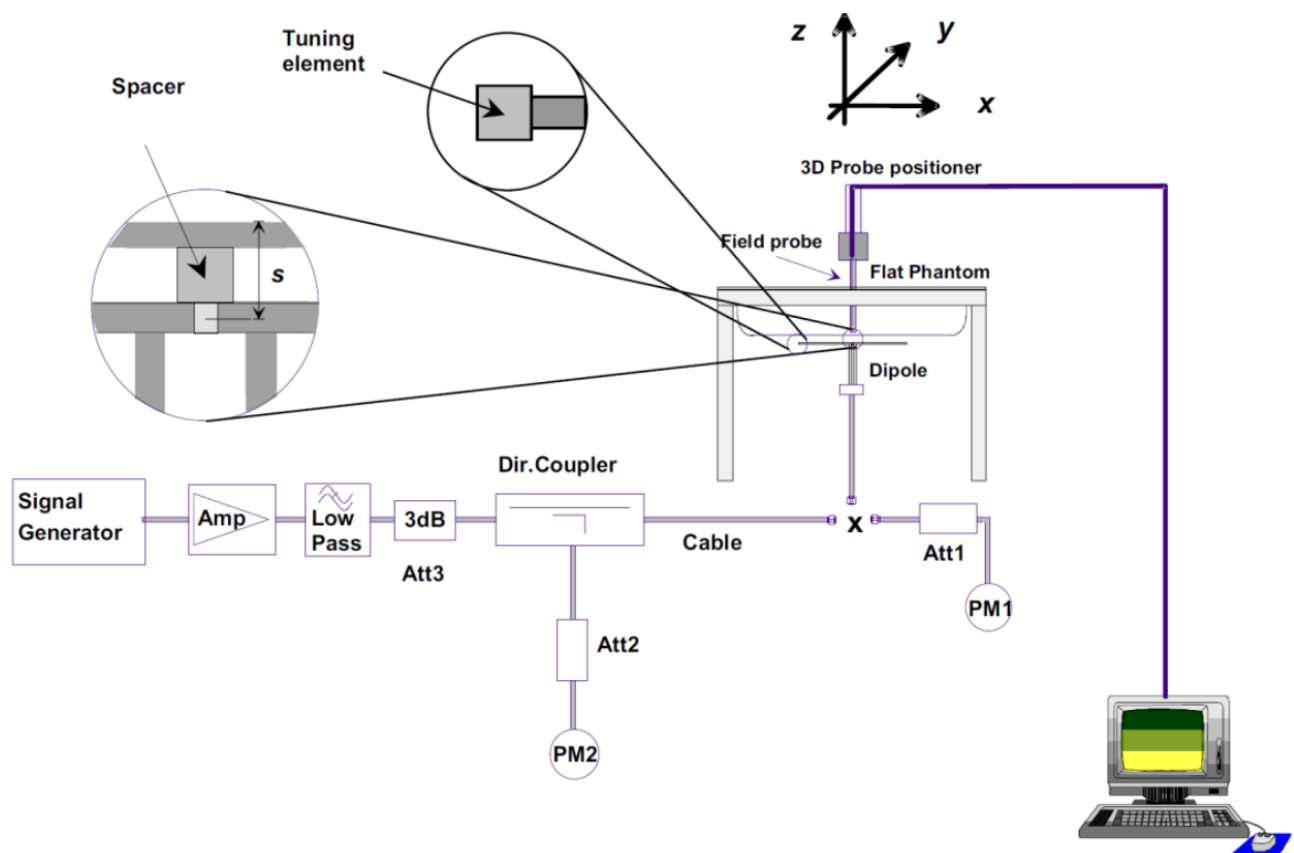 Tuning
element
Spacer
z
y
x
3D Probe positioner
s
Field probe
Flat Phantom
Dipole
Dir.Coupler
Signal
Generator
Amp
Low
Pass
3dB
Att3
Cable
x
Att1
PM1
Att2
PM2